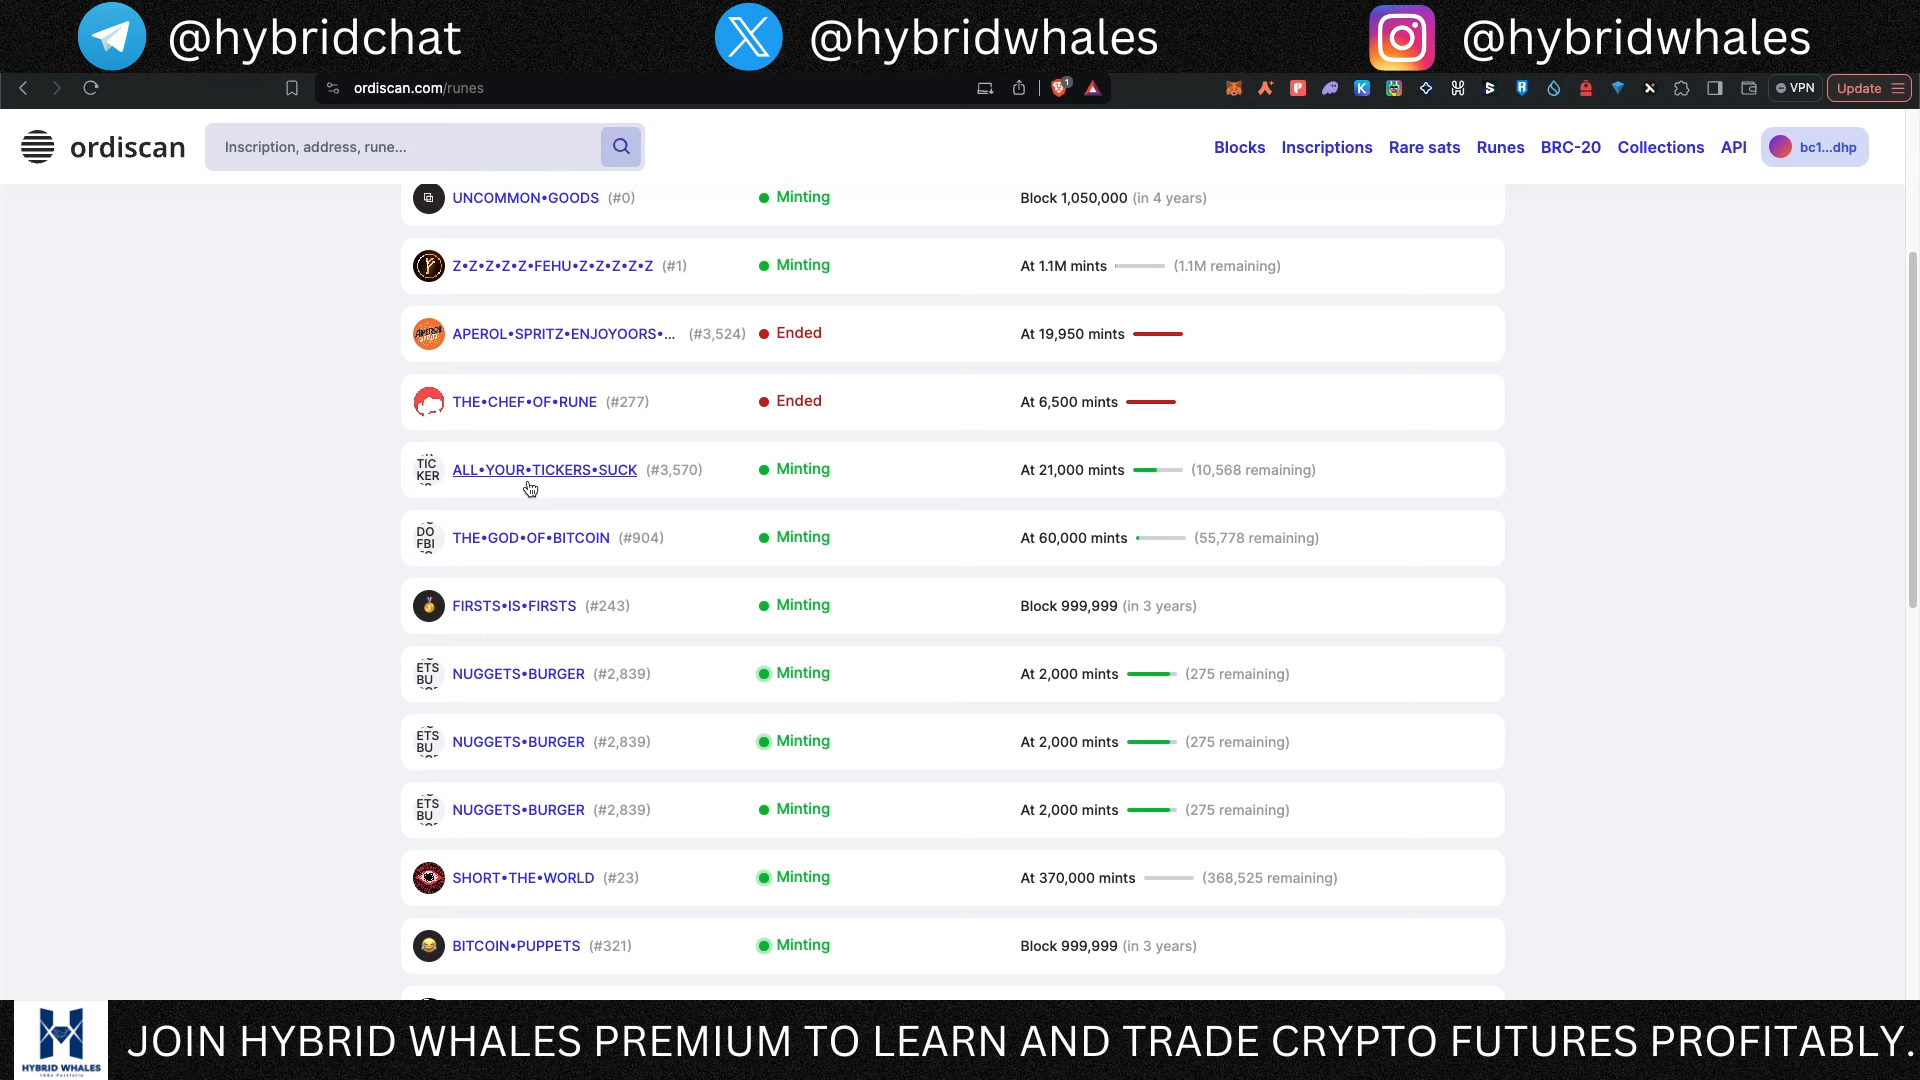 @hybridchat @hybridwhales @hybridwhales
ordiscan.com/runes 1 VPN Update
ordiscan Inscription, address, rune... Blocks Inscriptions Rare sats Runes BRC-20 Collections API bc1...dhp
UNCOMMON•GOODS (#0) Minting Block 1,050,000 (in 4 years)
Z•Z•Z•Z•Z•FEHU•Z•Z•Z•Z•Z (#1) Minting At 1.1M mints (1.1M remaining)
APEROL•SPRITZ•ENJOYOORS•... (#3,524) Ended At 19,950 mints
THE•CHEF•OF•RUNE (#277) Ended At 6,500 mints
TIC
KER
ALL•YOUR•TICKERS•SUCK (#3,570) Minting At 21,000 mints (10,568 remaining)
DO
FBI
THE•GOD•OF•BITCOIN (#904) Minting At 60,000 mints (55,778 remaining)
FIRSTS•IS•FIRSTS (#243) Minting Block 999,999 (in 3 years)
ETS
BU
NUGGETS•BURGER (#2,839) Minting At 2,000 mints (275 remaining)
ETS
BU
NUGGETS•BURGER (#2,839) Minting At 2,000 mints (275 remaining)
ETS
BU
NUGGETS•BURGER (#2,839) Minting At 2,000 mints (275 remaining)
SHORT•THE•WORLD (#23) Minting At 370,000 mints (368,525 remaining)
BITCOIN•PUPPETS (#321) Minting Block 999,999 (in 3 years)
HYBRID WHALES
JOIN HYBRID WHALES PREMIUM TO LEARN AND TRADE CRYPTO FUTURES PROFITABLY.